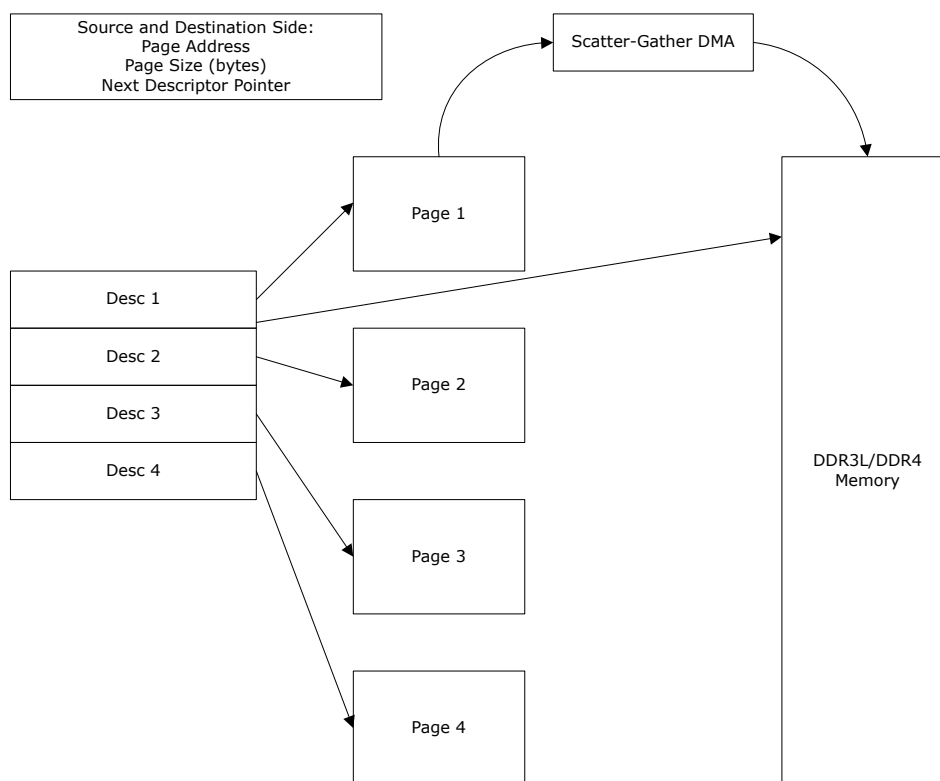 Source and Destination Side:
Page Address
Page Size (bytes)
Next Descriptor Pointer
Scatter-Gather DMA
Page 1
Desc 1
Desc 2
Page 2
Desc 3
Desc 4
DDR3L/DDR4
Memory
Page 3
Page 4